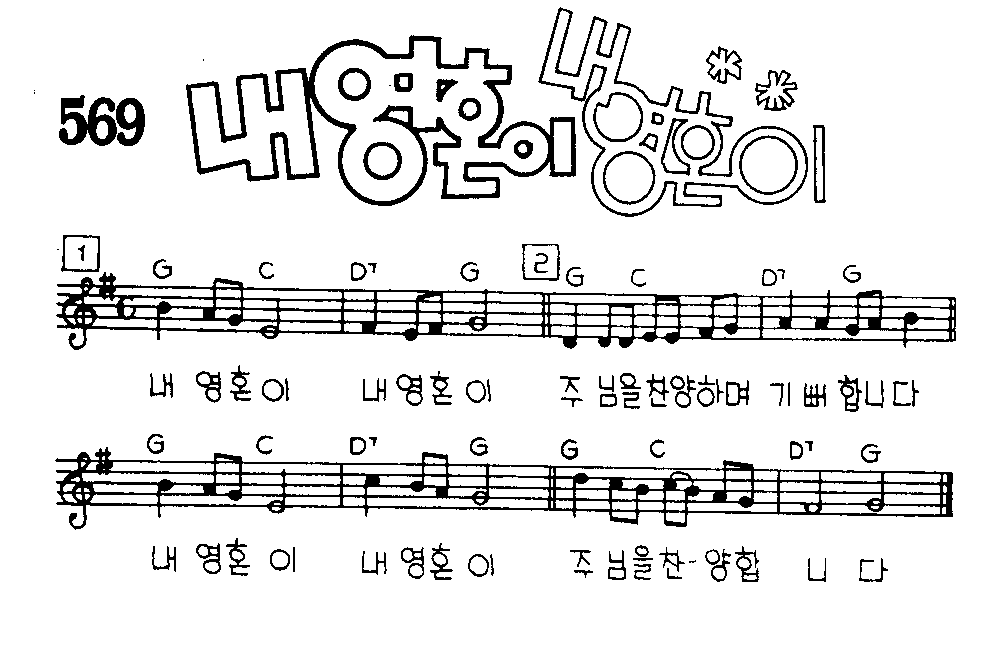 569 내영혼이 내영혼이
1 G C D7 G 2 G C D7 G
내 영혼이 내영혼 이 주 님을찬양하며 기 뻐 합니다
G C D7 G G C D7 G
내 영혼 이 내 영혼 이 주 님을찬-양합 니 다